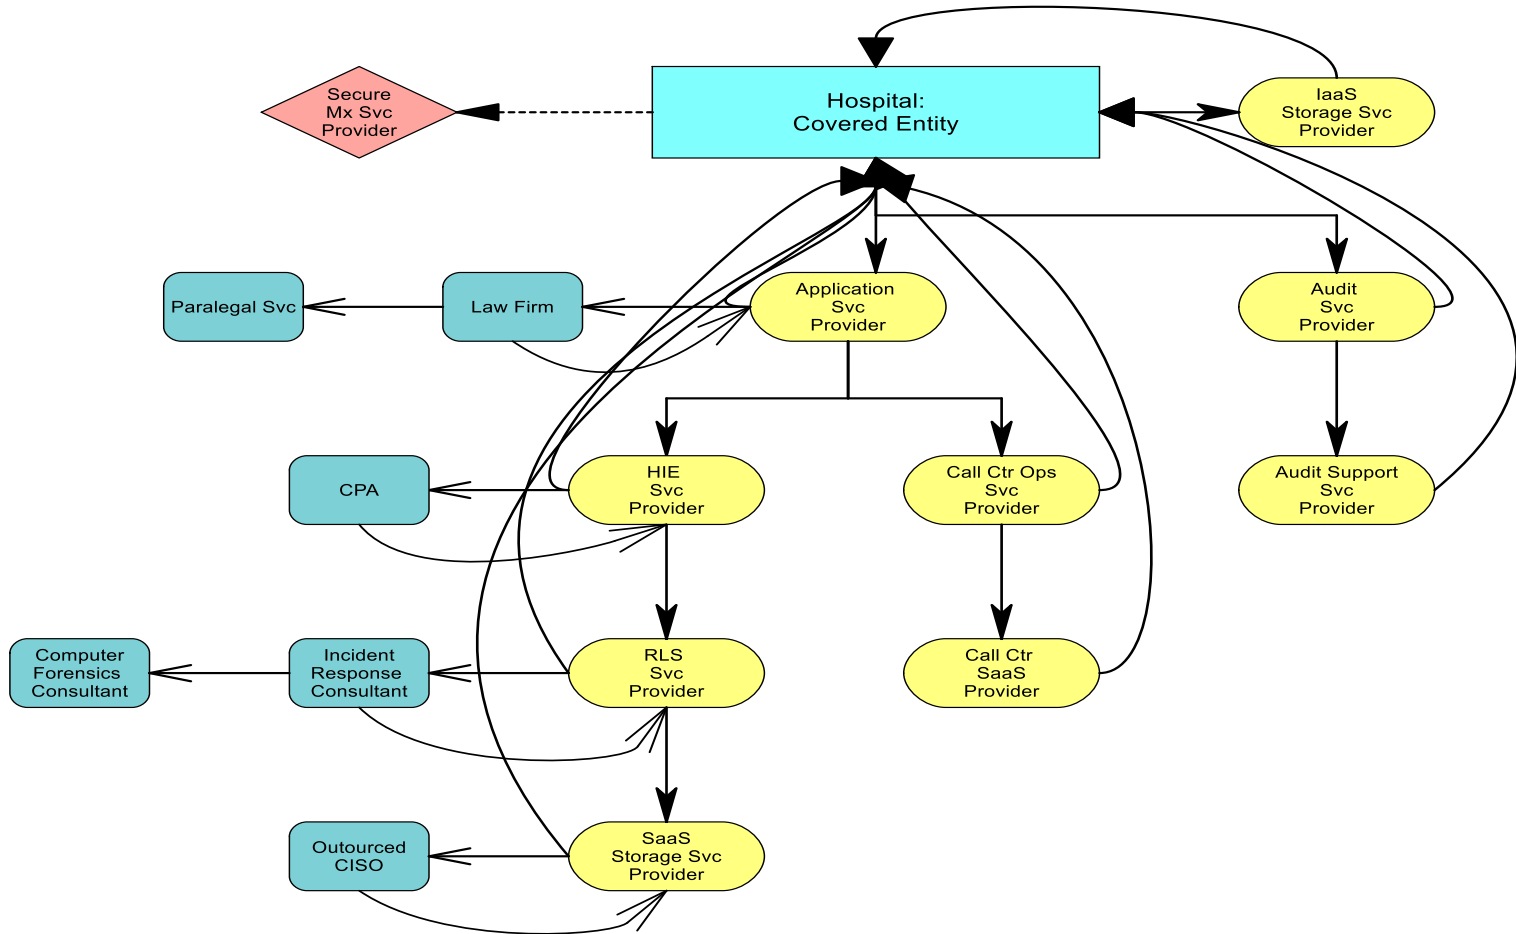 Secure
Mx Svc
Provider
Hospital:
Covered Entity
IaaS
Storage Svc
Provider
Paralegal Svc
Law Firm
Application
Svc
Provider
Audit
Svc
Provider
CPA
HIE
Svc
Provider
Call Ctr Ops
Svc
Provider
Audit Support
Svc
Provider
Computer
Forensics
Consultant
Incident
Response
Consultant
RLS
Svc
Provider
Call Ctr
SaaS
Provider
Outourced
CISO
SaaS
Storage Svc
Provider